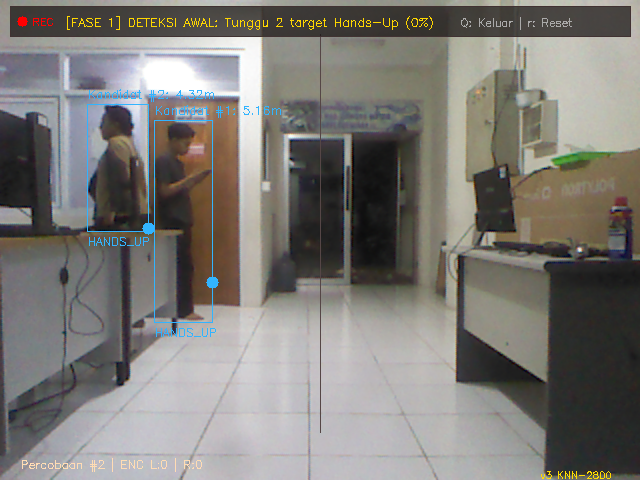 REC [FASE 1] DETEKSI AWAL: Tunggu 2 target Hands-Up (0%) Q: Keluar | r: Reset
Kandidat #2: 4.32m
Kandidat #1: 5.16m
HANDS_UP
HANDS_UP
POLYTRON
Percobaan #2 | ENC L:0 | R:0
v3 KNN-2800